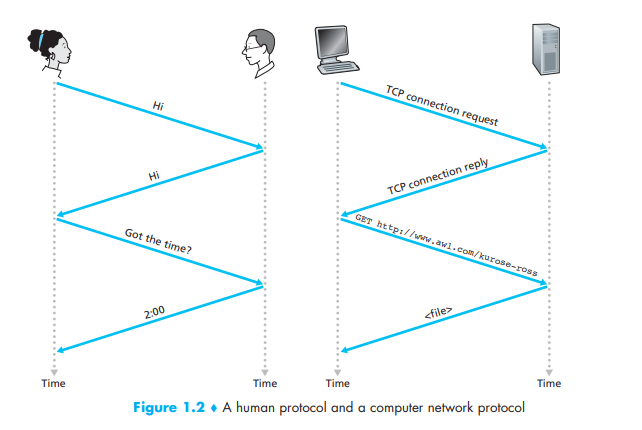 Hi
Hi
Got the time?
2:00
Time
Time
TCP connection request
TCP connection reply
GET http://www.awl.com/kurose-ross
<file>
Time
Time
Figure 1.2 ♦ A human protocol and a computer network protocol